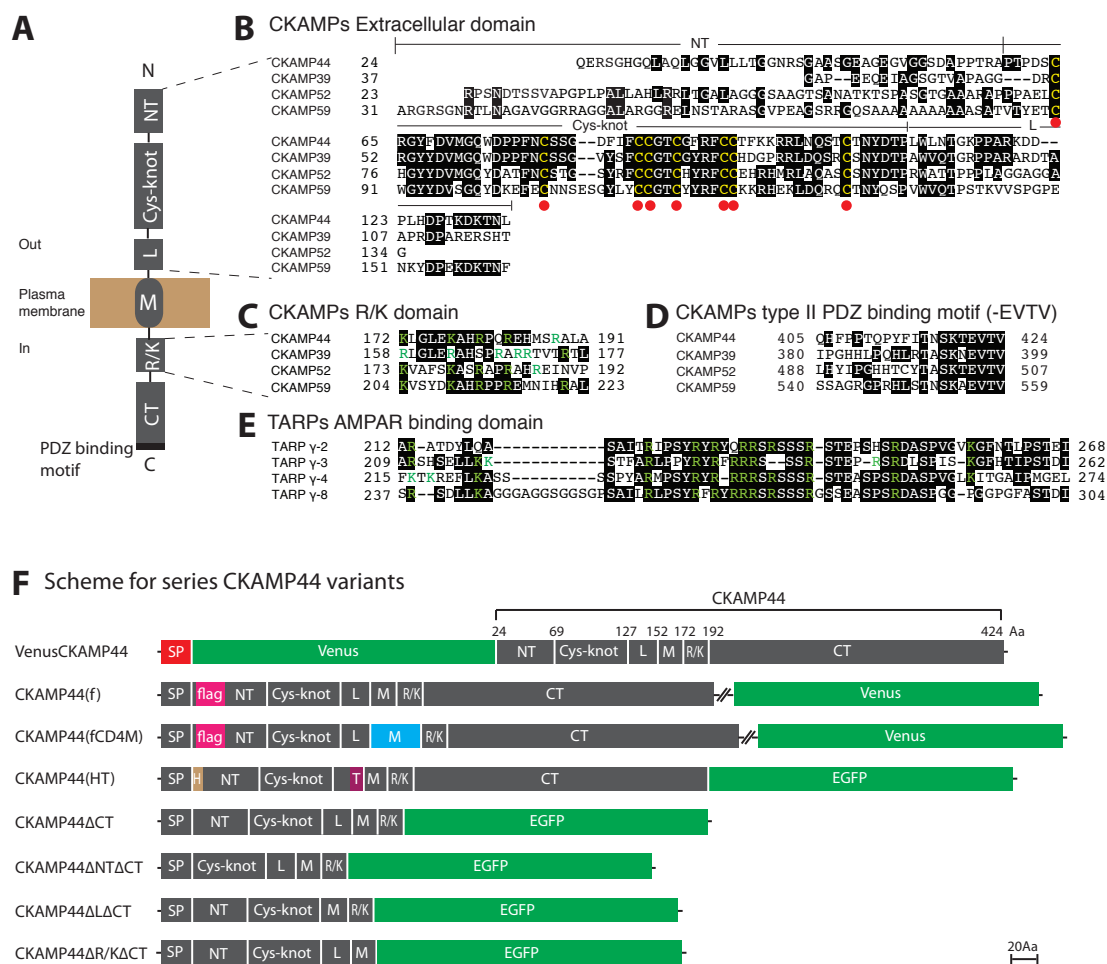 A
N
NT
Cys-knot
L
Out
Plasma
membrane
M
In
R/K
CT
PDZ binding
motif
C
B CKAMPs Extracellular domain
NT
CKAMP44 24 QERSGHGQLAQLGGVLLLTGGNRSGAASGEAGEGVGGSDAPPTRAPTPDSC
CKAMP39 37 GAP-EEQEIAGSGTVAPAGG--DRC
CKAMP52 23 RPSNDTSSVAPGPLPALLAHLRRLTGALAGGGSAAGTSANATKTSPASGTGAAARAPPPAELC
CKAMP59 31 ARGRSGNRTLNAGAVGGRRAGGALARGGRELNSTARASGVPEAGSRRGQSAAAAAAAAAAASATVTYETC
Cys-knot L
CKAMP44 65 RGYFDVMGQWDPPFNCSSG--DFIFCCGTCGFRFCCTFKKRRLNQSTCTNYDTPLWLNTGKPPARKDD--
CKAMP39 52 RGYYDVMGQWDPPFNCSSG--VYSFCCGTCGYRFCCHDGPRRLDQSRCSNYDTPAWVQTGRPPARARDTA
CKAMP52 76 HGYYDVMGQYDATFNCSTG--SYRFCCGTCHYRFCCEHRHMRLAQASCSNYDTPRWATTPPPLAGGAGGA
CKAMP59 91 WGYYDVSGQYDKEFECNNSESGYLYCCGTCYYRFCCKKRHEKLDQRQCTNYQSPVWVQTPSTKVVSPGPE
CKAMP44 123 PLHDPTKDKTNL
CKAMP39 107 APRDPARERSHT
CKAMP52 134 G
CKAMP59 151 NKYDPEKDKTNF
C CKAMPs R/K domain
CKAMP44 172 KLGLEKAHRPQREHMSRALA 191
CKAMP39 158 RLGLERAHSPRARRTVTRTL 177
CKAMP52 173 KVAFSKASRAPRAHREINVP 192
CKAMP59 204 KVSYDKAHRPPREMNIHRAL 223
D CKAMPs type II PDZ binding motif (-EVTV)
CKAMP44 405 QHFPPTQPYFITNSKTEVTV 424
CKAMP39 380 IPGHHLPQHLRTASKNEVTV 399
CKAMP52 488 LHYIPGHHTCYTASKTEVTV 507
CKAMP59 540 SSAGRGPRHLSTNSKAEVTV 559
E TARPs AMPAR binding domain
TARP γ-2 212 AR-ATDYLQA------------SAITRIPSYRYRYQRRSRSSSR-STEPSHSRDASPVGVKGFNTLPSTEI 268
TARP γ-3 209 ARSHSELLKK------------STFARLPPYRYRFRRRS--SSR-STEP-RSRDLSPIS-KGFHTIPSTDI 262
TARP γ-4 215 FKTKREFLKASS----------SPYARMPSYRYRRRRSRSSSR-STEASPSRDASPVGLKITGAIPMGEL 274
TARP γ-8 237 SR--SDLLKAGGGAGGSGGSGPSAILRLPSYRFRYRRRSRSSSRGSSEASPSRDASPGG-PGGPGFASTDI 304
F Scheme for series CKAMP44 variants
CKAMP44
24 69 127 152 172 192 424 Aa
VenusCKAMP44 SP Venus NT Cys-knot L M R/K CT
CKAMP44(f) SP flag NT Cys-knot L M R/K CT Venus
CKAMP44(fCD4M) SP flag NT Cys-knot L M R/K CT Venus
CKAMP44(HT) SP H NT Cys-knot T M R/K CT EGFP
CKAMP44ΔCT SP NT Cys-knot L M R/K EGFP
CKAMP44ΔNTΔCT SP Cys-knot L M R/K EGFP
CKAMP44ΔLΔCT SP NT Cys-knot M R/K EGFP
CKAMP44ΔR/KΔCT SP NT Cys-knot L M EGFP
20Aa